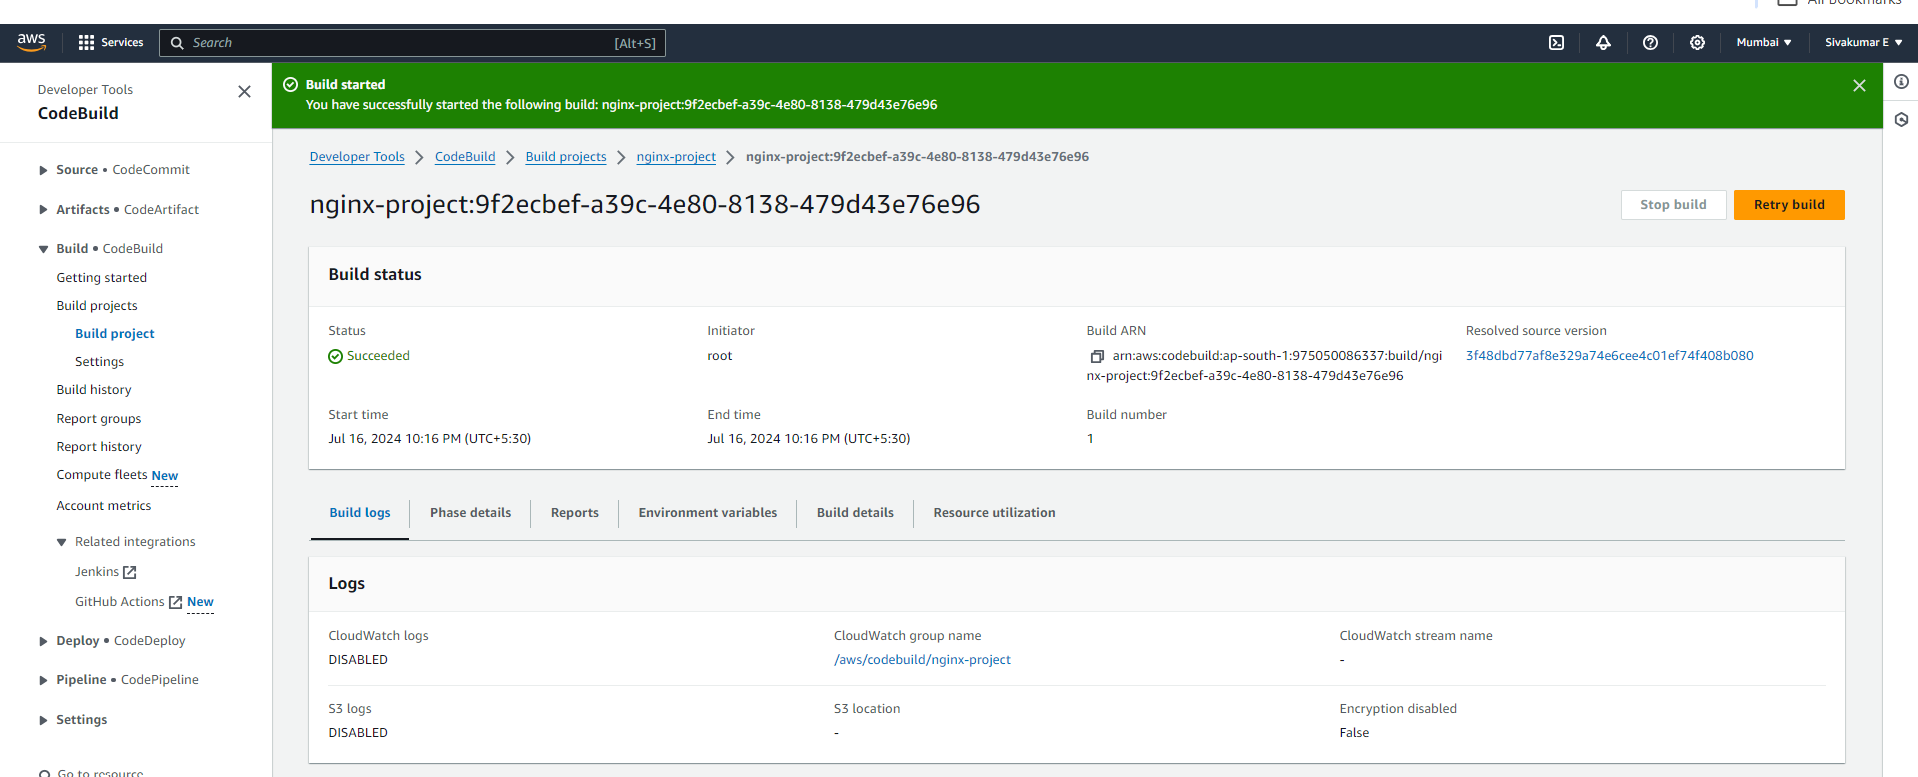 All Bookmarks
aws
Services
Search
[Alt+S]
Mumbai
Sivakumar E
Developer Tools
CodeBuild
Source • CodeCommit
Artifacts • CodeArtifact
Build • CodeBuild
Getting started
Build projects
Build project
Settings
Build history
Report groups
Report history
Compute fleets New
Account metrics
Related integrations
Jenkins
GitHub Actions New
Deploy • CodeDeploy
Pipeline • CodePipeline
Settings
Go to resource
Build started
You have successfully started the following build: nginx-project:9f2ecbef-a39c-4e80-8138-479d43e76e96
Developer Tools > CodeBuild > Build projects > nginx-project > nginx-project:9f2ecbef-a39c-4e80-8138-479d43e76e96
nginx-project:9f2ecbef-a39c-4e80-8138-479d43e76e96
Stop build
Retry build
Build status
Status
Succeeded
Initiator
root
Build ARN
arn:aws:codebuild:ap-south-1:975050086337:build/ngi
nx-project:9f2ecbef-a39c-4e80-8138-479d43e76e96
Resolved source version
3f48dbd77af8e329a74e6cee4c01ef74f408b080
Start time
Jul 16, 2024 10:16 PM (UTC+5:30)
End time
Jul 16, 2024 10:16 PM (UTC+5:30)
Build number
1
Build logs
Phase details
Reports
Environment variables
Build details
Resource utilization
Logs
CloudWatch logs
DISABLED
CloudWatch group name
/aws/codebuild/nginx-project
CloudWatch stream name
-
S3 logs
DISABLED
S3 location
-
Encryption disabled
False